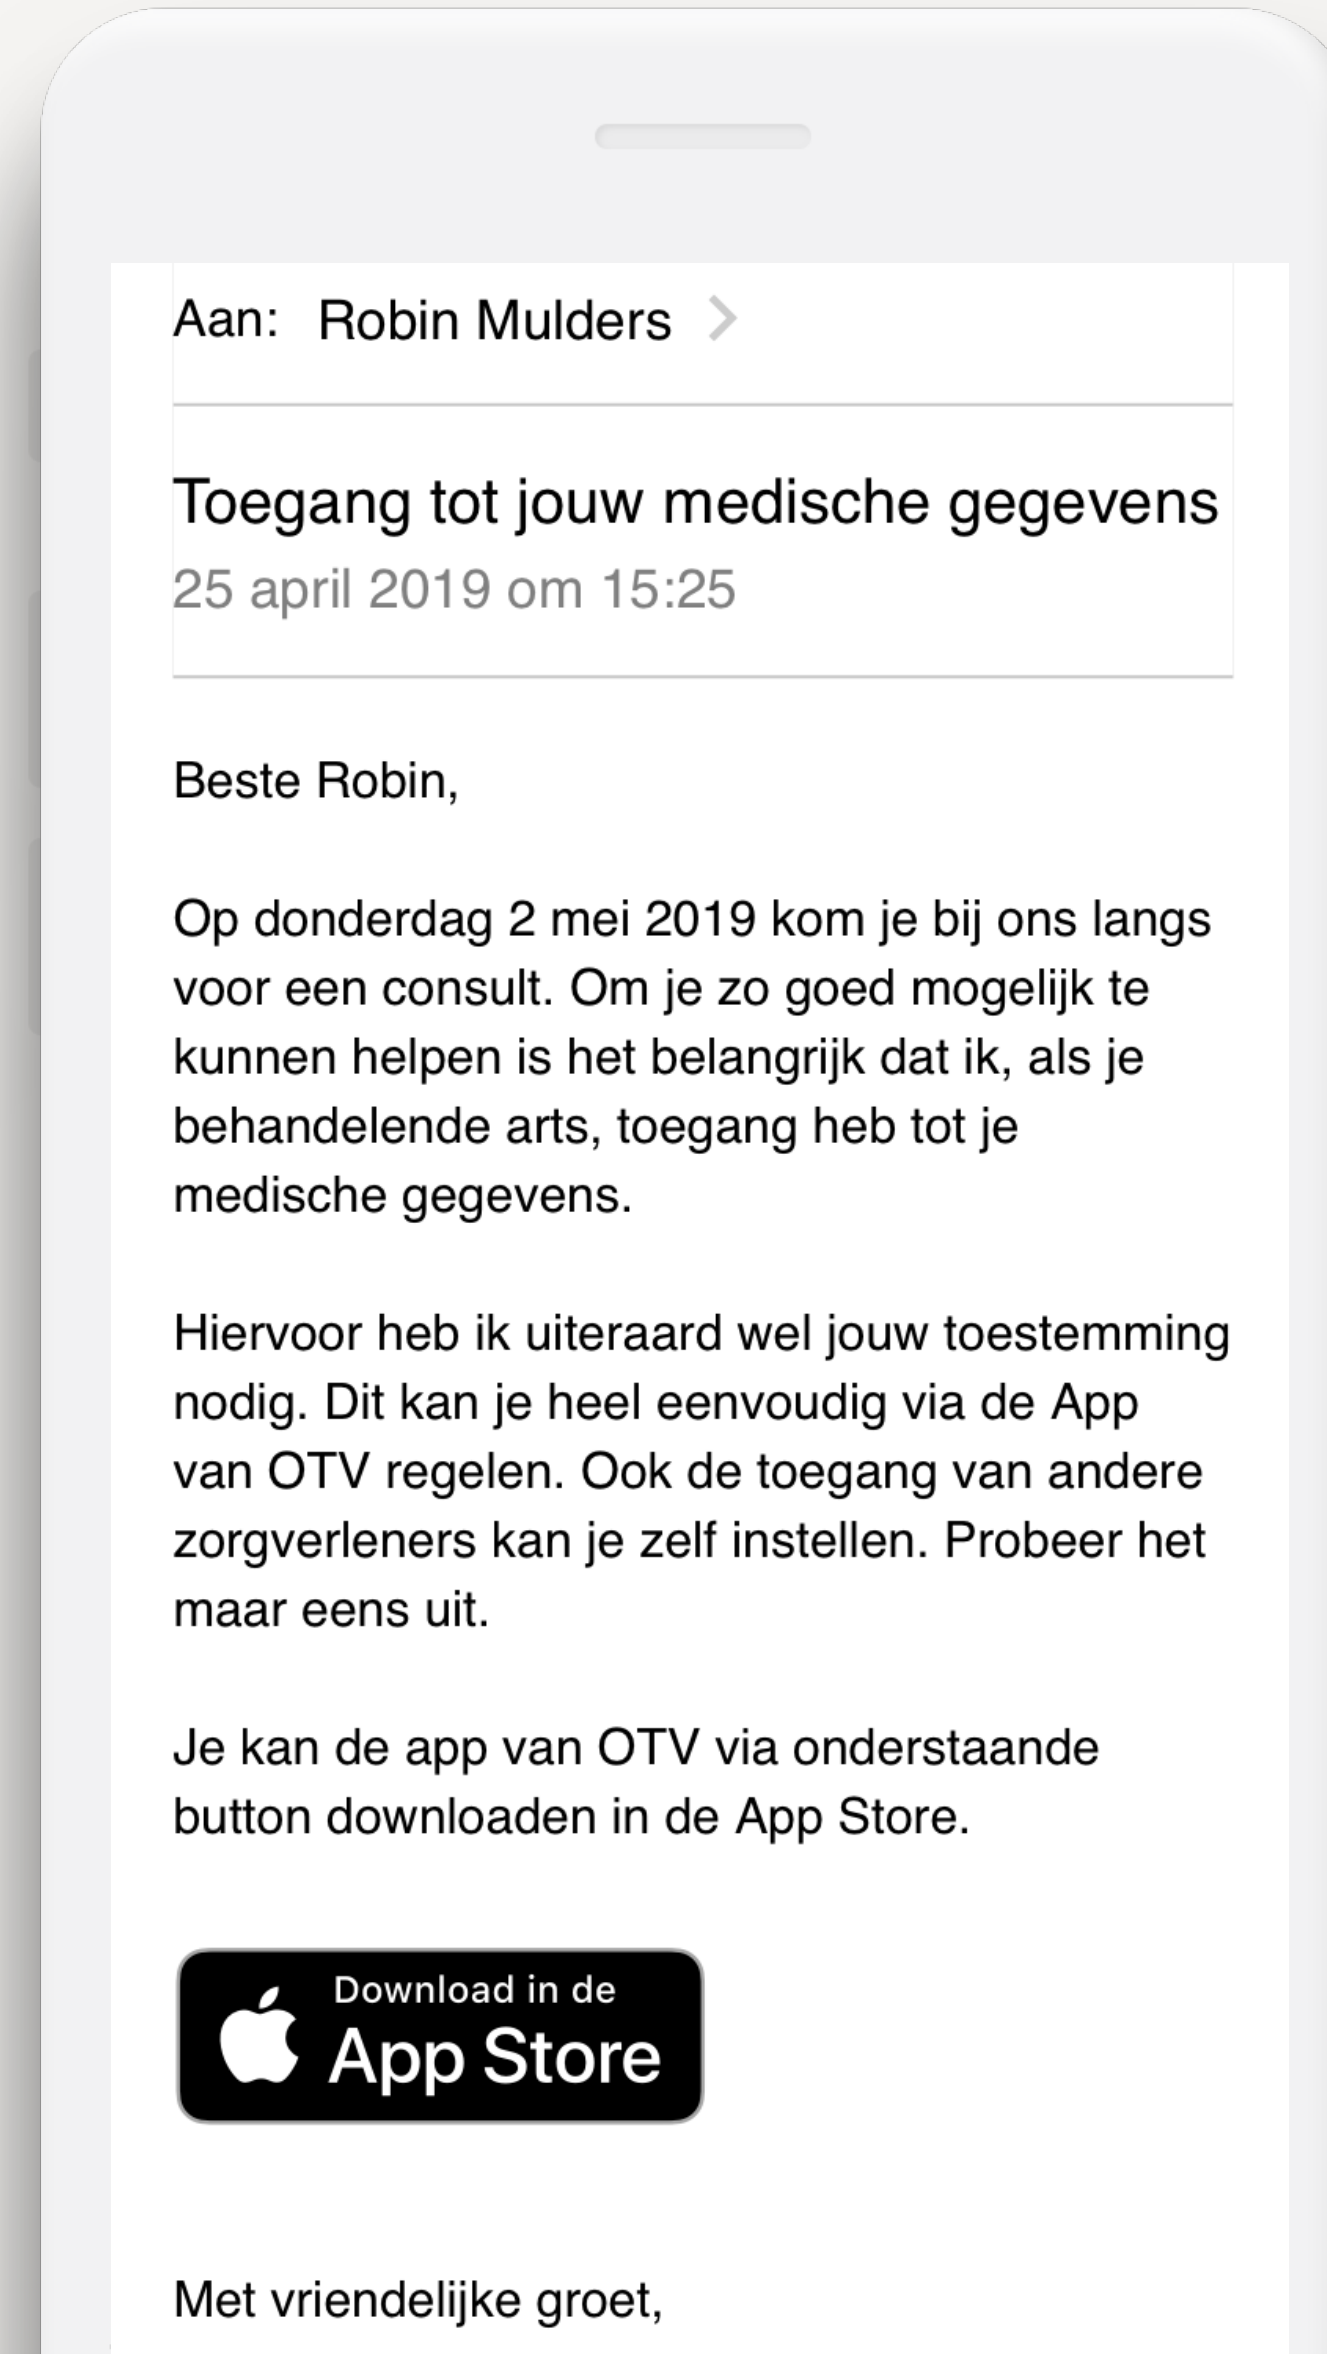 Aan: Robin Mulders
Toegang tot jouw medische gegevens
25 april 2019 om 15:25
Beste Robin,
Op donderdag 2 mei 2019 kom je bij ons langs
voor een consult. Om je zo goed mogelijk te
kunnen helpen is het belangrijk dat ik, als je
behandelende arts, toegang heb tot je
medische gegevens.
Hiervoor heb ik uiteraard wel jouw toestemming
nodig. Dit kan je heel eenvoudig via de App
van OTV regelen. Ook de toegang van andere
zorgverleners kan je zelf instellen. Probeer het
maar eens uit.
Je kan de app van OTV via onderstaande
button downloaden in de App Store.
Download in de
App Store
Met vriendelijke groet,